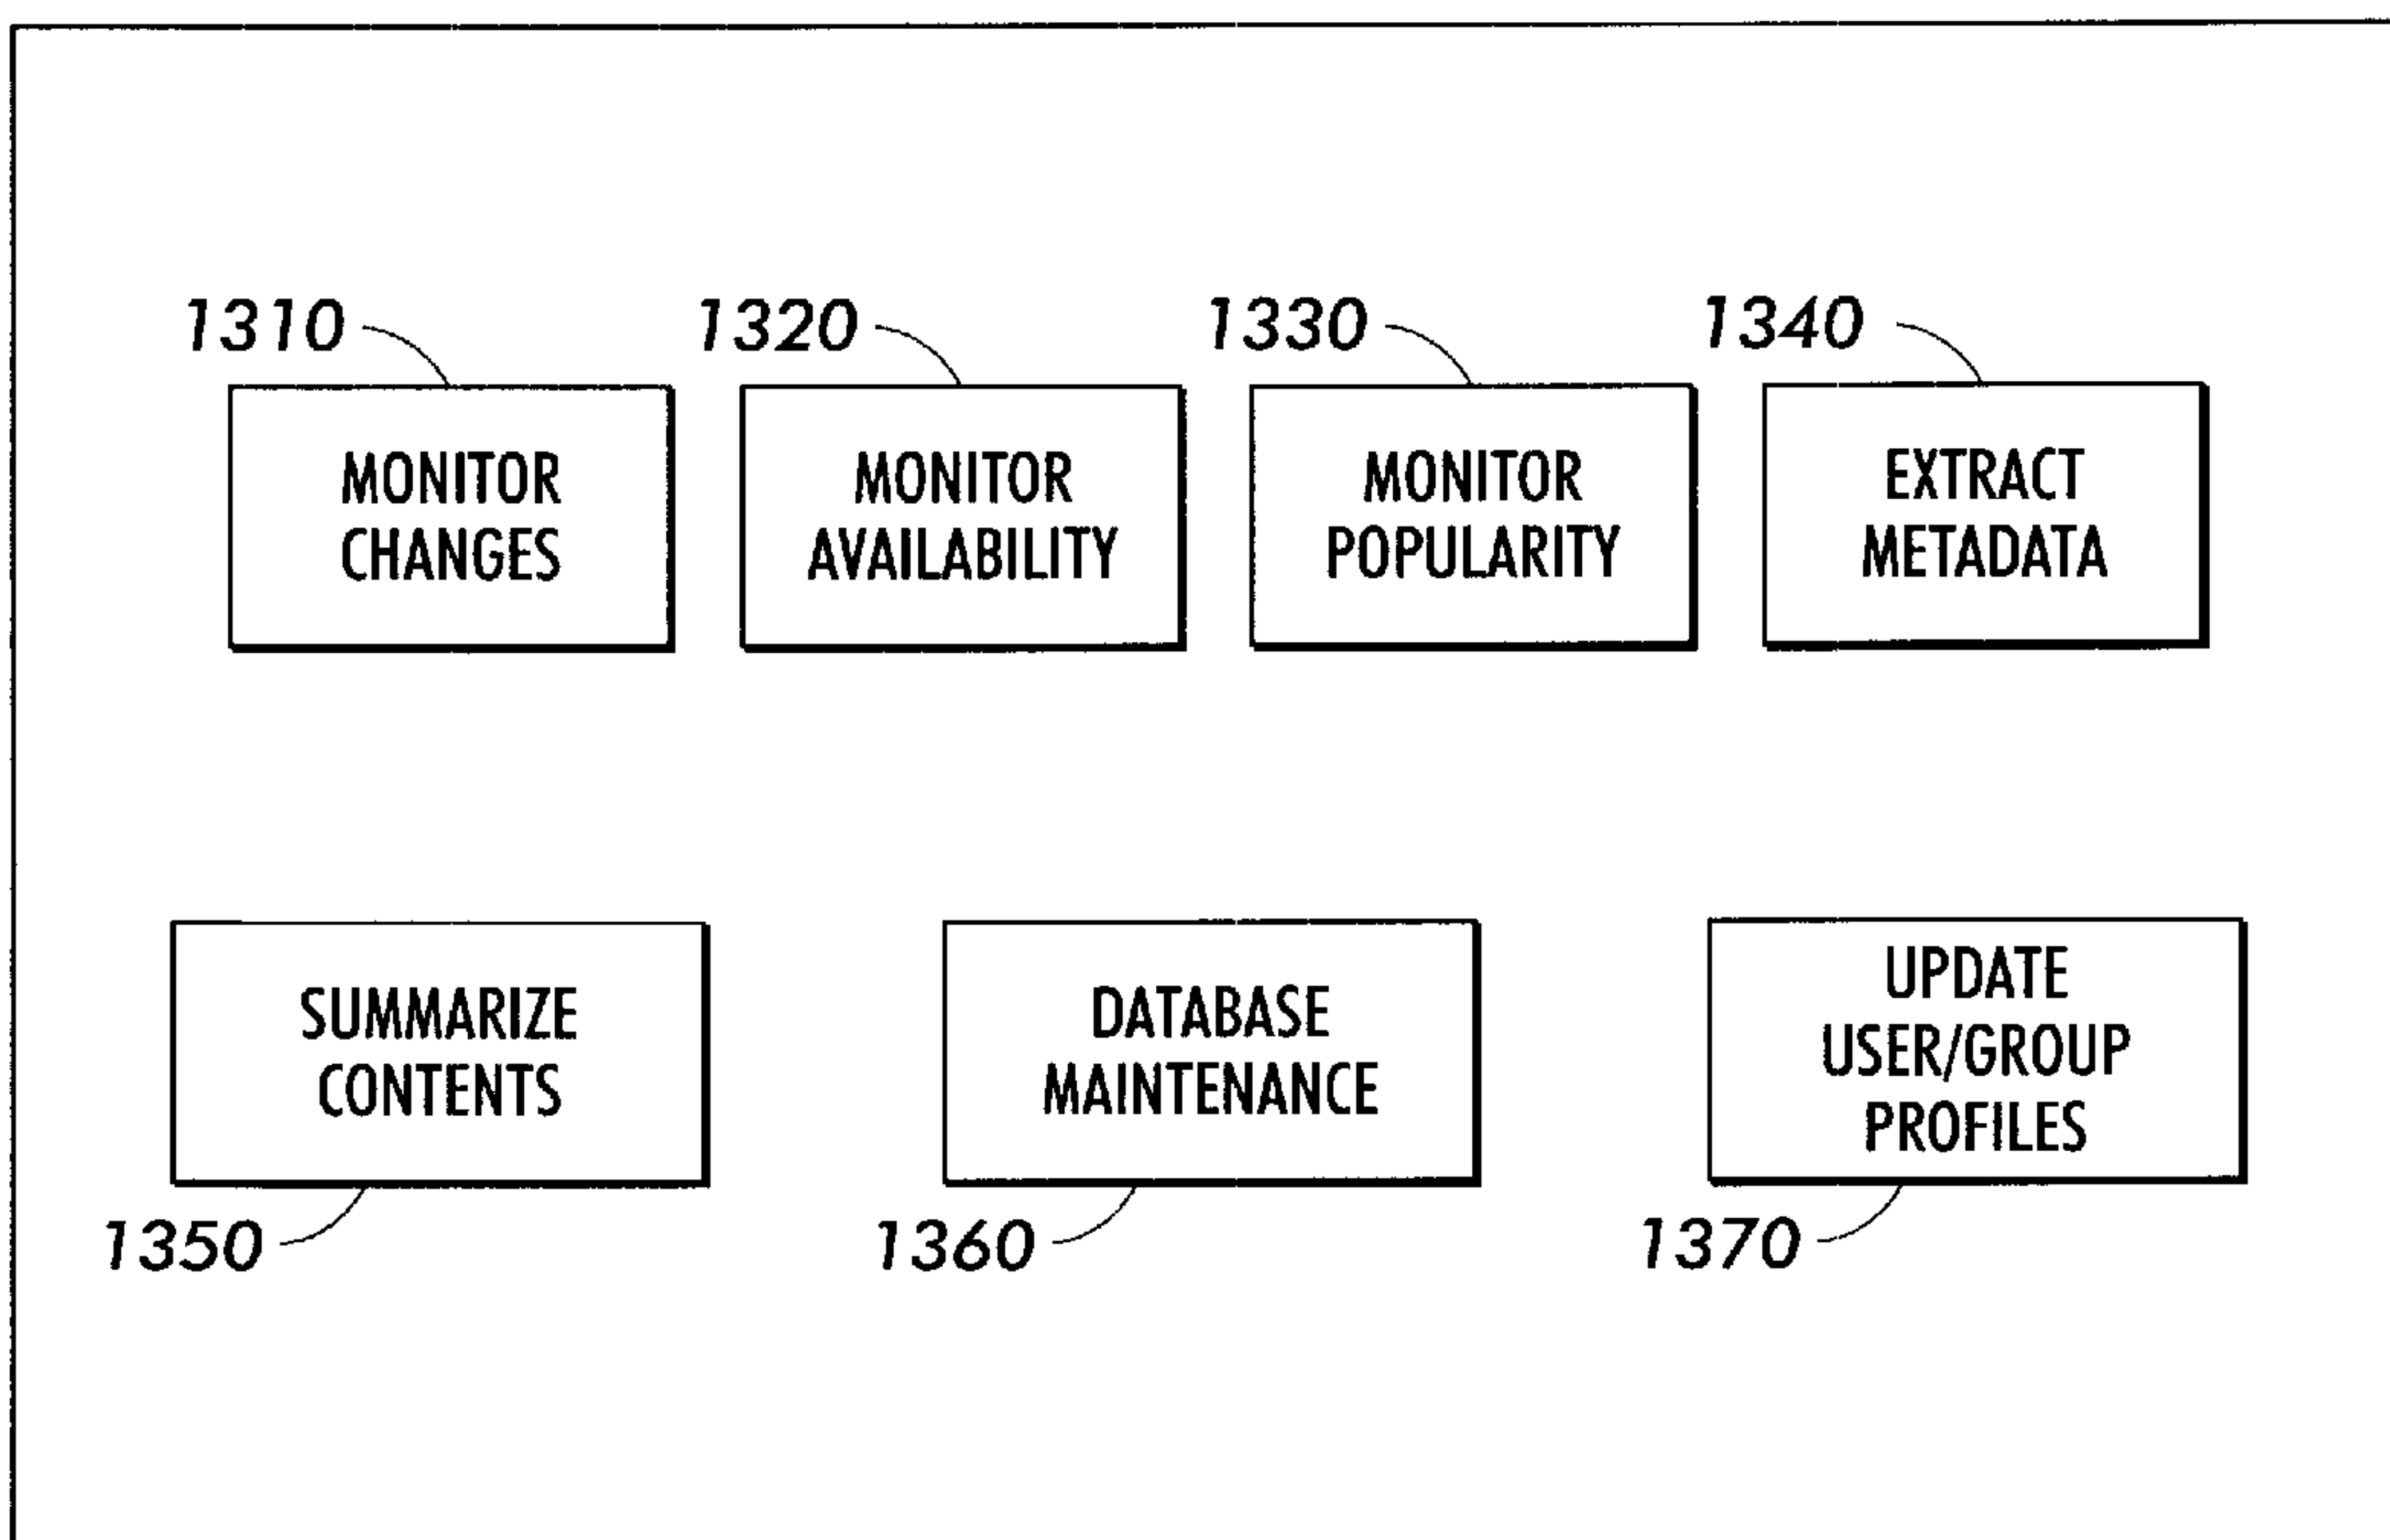 1310
1320
1330
1340
MONITOR
CHANGES
MONITOR
AVAILABILITY
MONITOR
POPULARITY
EXTRACT
METADATA
SUMMARIZE
CONTENTS
DATABASE
MAINTENANCE
UPDATE
USER/GROUP
PROFILES
1350
1360
1370